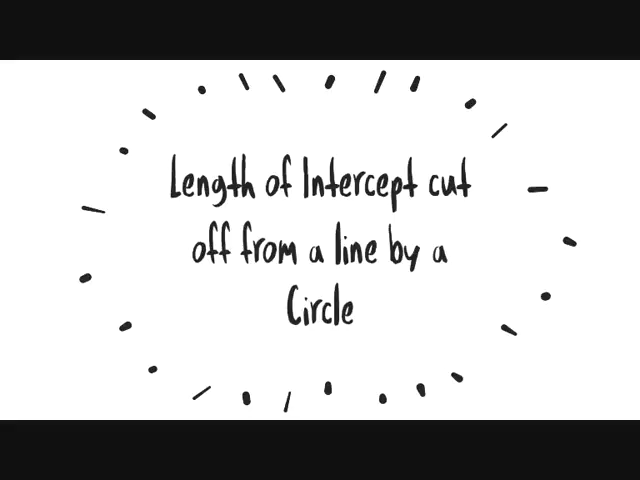 Length of Intercept cut
off from a line by a
Circle